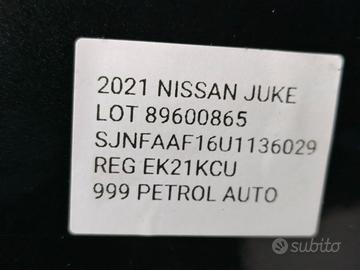 2021 NISSAN JUKE
LOT 89600865
SJNFAAF16U1136029
REG EK21KCU
999 PETROL AUTO
subito